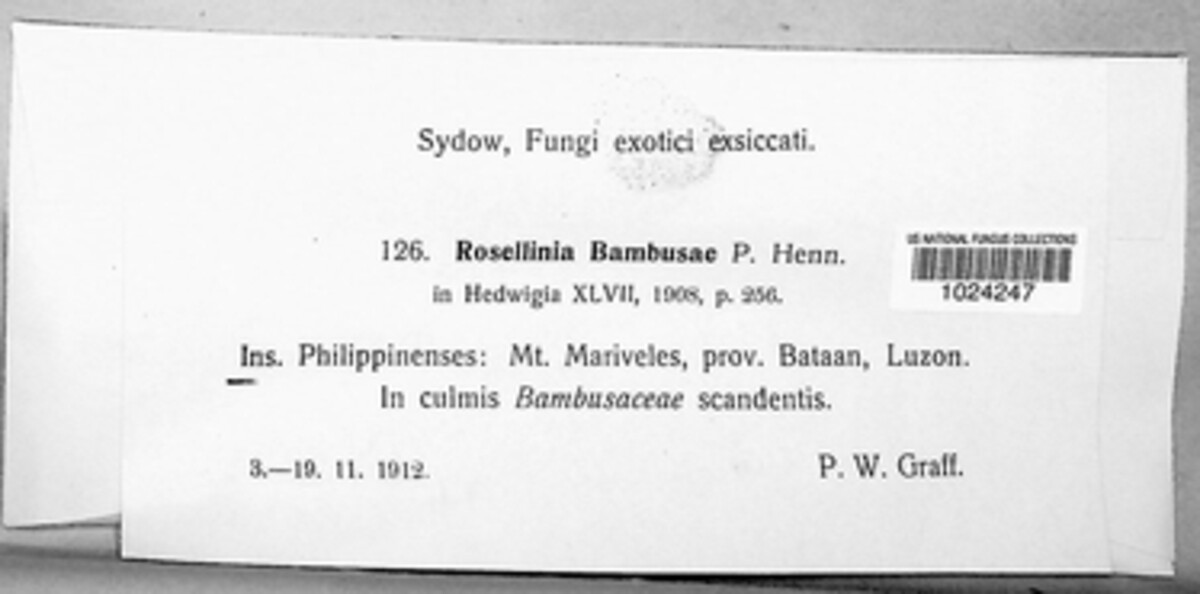 Sydow, Fungi exotici exsiccati.
126. Rosellinia Bambusae P. Henn.
in Hedwigia XLVII, 1908, p. 256.
US NATIONAL FUNGUS COLLECTIONS
1024247
Ins. Philippinenses: Mt. Mariveles, prov. Bataan, Luzon.
In culmis Bambusaceae scandentis.
3.—19. 11. 1912.
P. W. Graff.